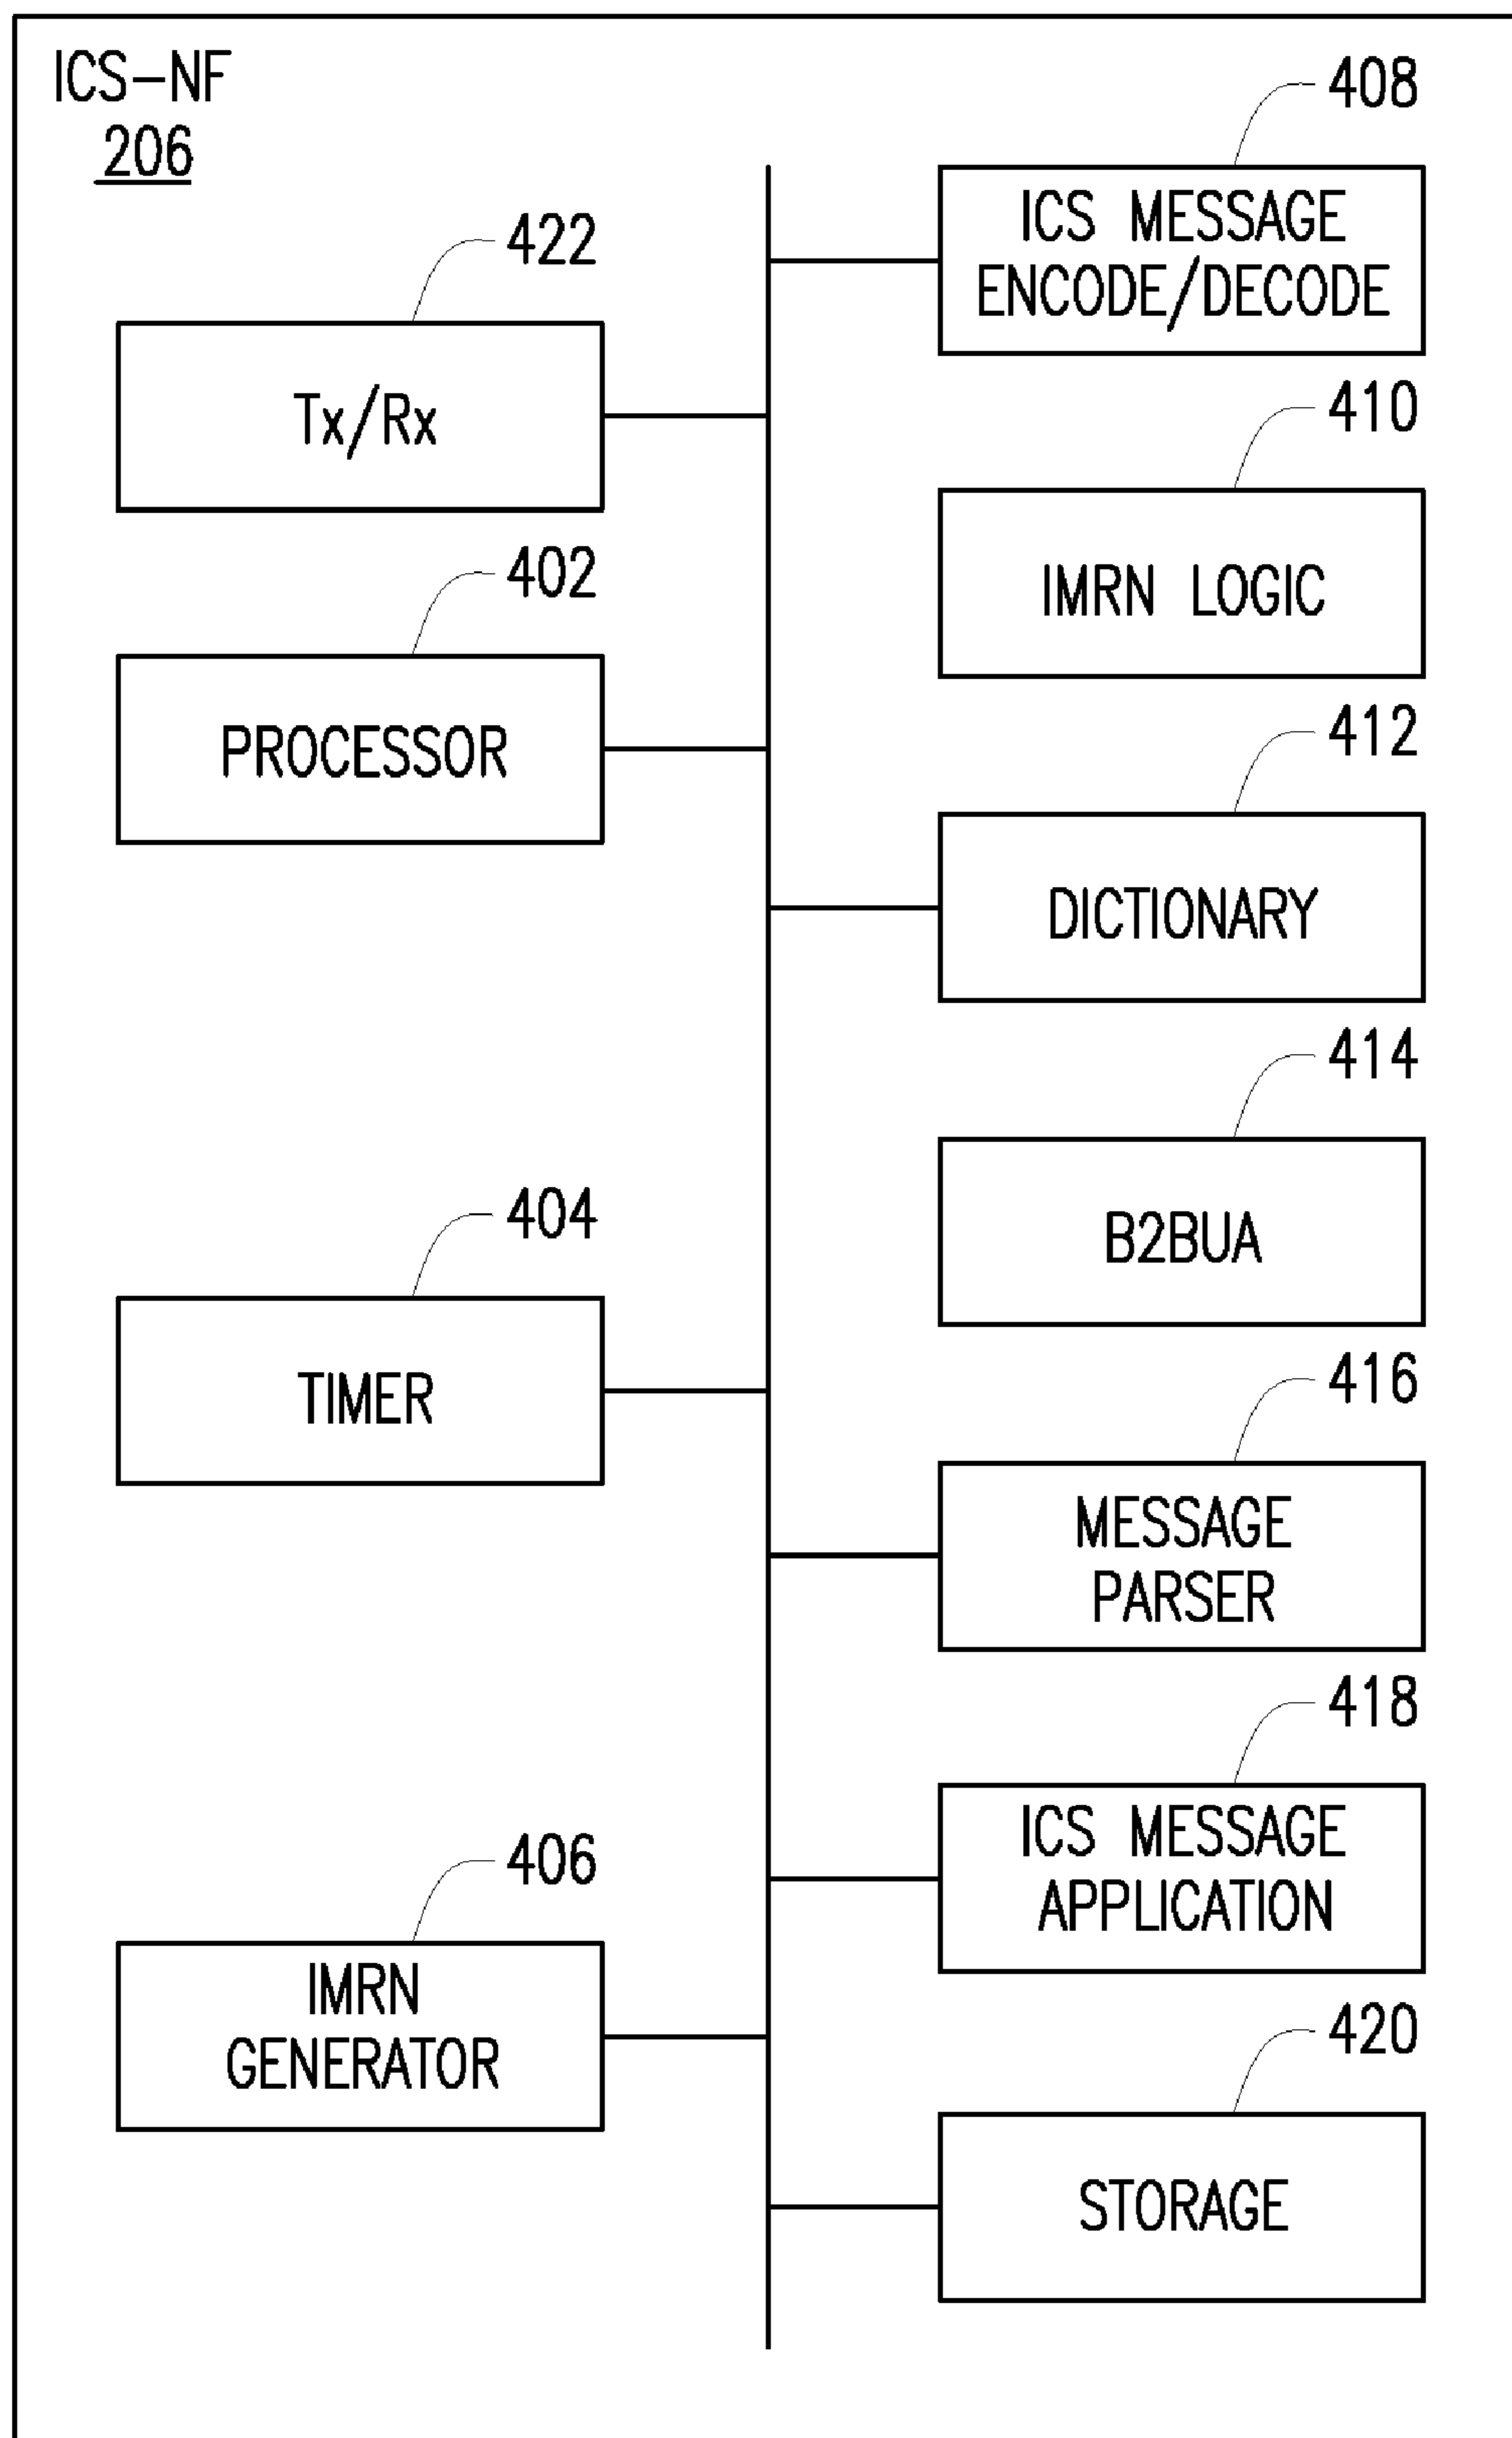 ICS-NF
206
422
Tx/Rx
402
PROCESSOR
404
TIMER
406
IMRN
GENERATOR
408
ICS MESSAGE
ENCODE/DECODE
410
IMRN LOGIC
412
DICTIONARY
414
B2BUA
416
MESSAGE
PARSER
418
ICS MESSAGE
APPLICATION
420
STORAGE